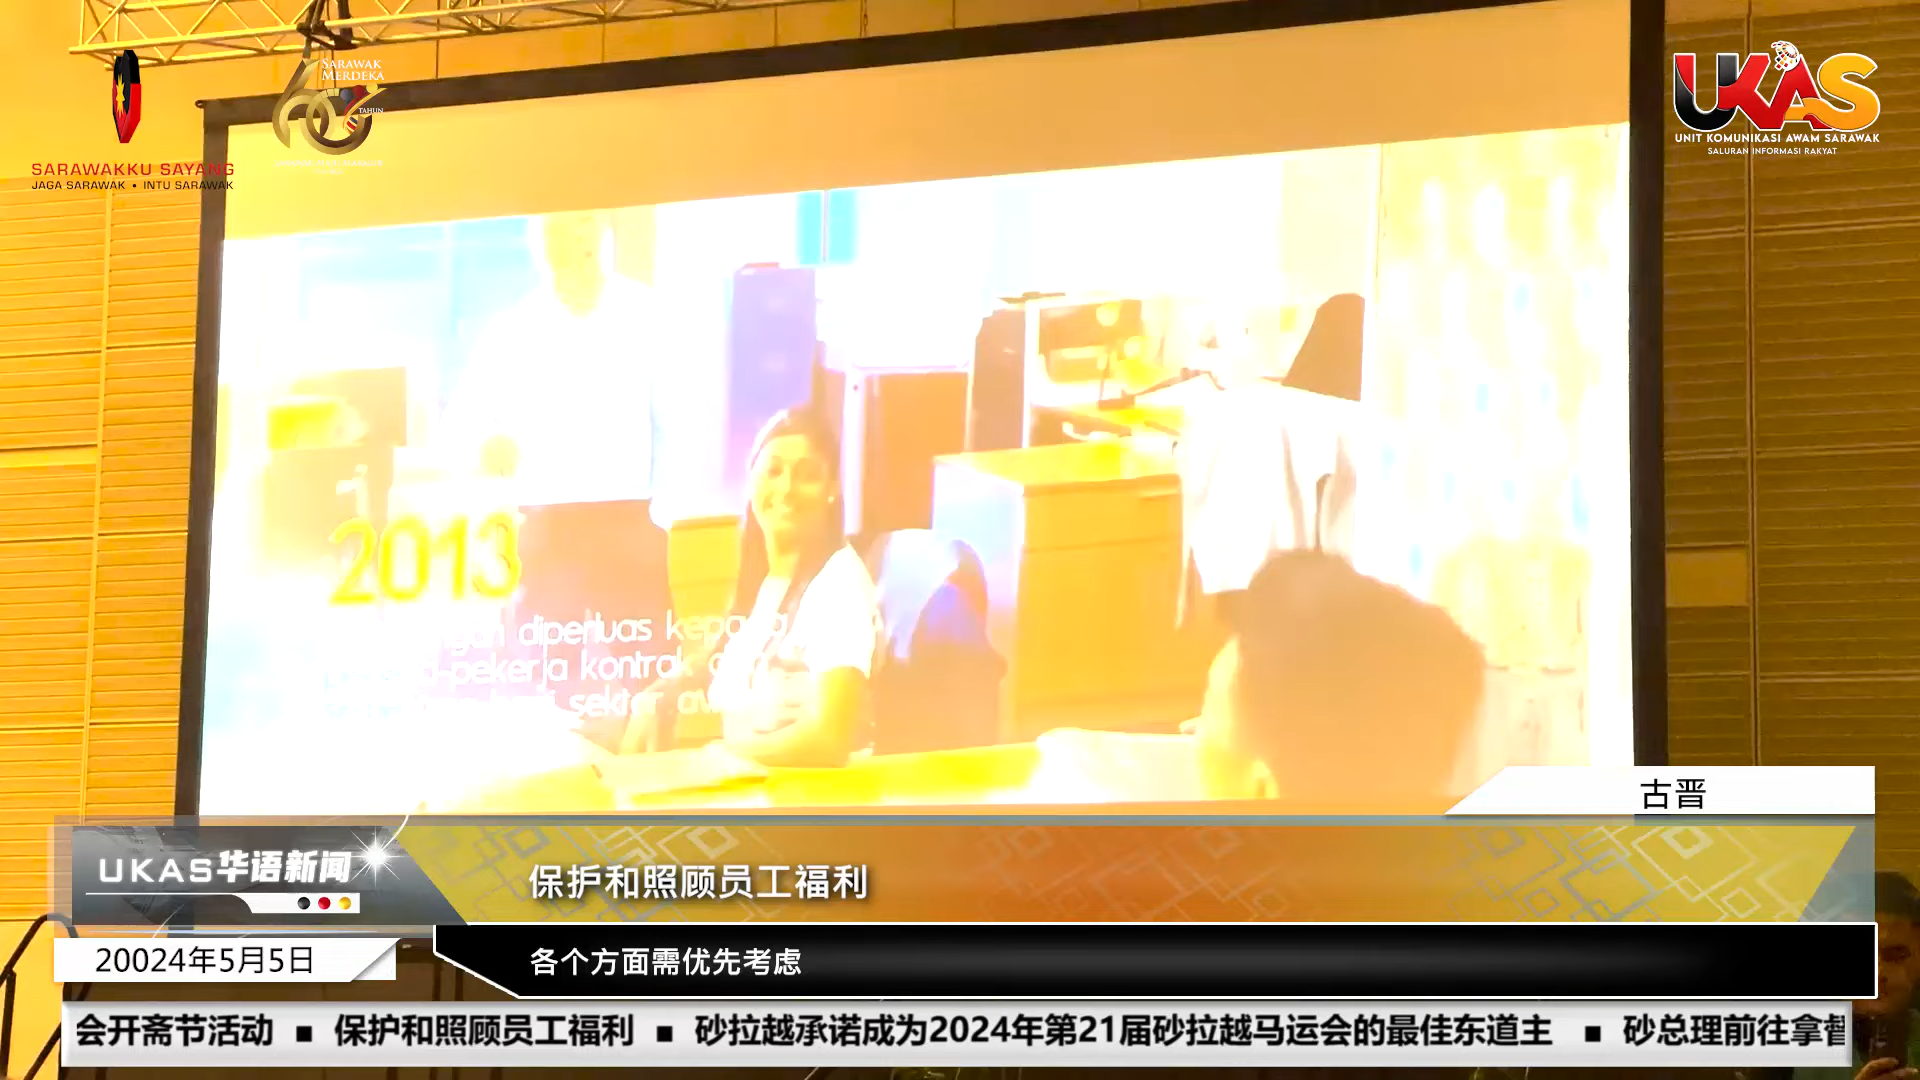 SARAWAKKU SAYANG
JAGA SARAWAK • INTU SARAWAK
SARAWAK
MERDEKA
60
TAHUN
UKAS
UNIT KOMUNIKASI AWAM SARAWAK
SALURAN INFORMASI RAKYAT
2013
diperluas
pekerja kontrak
sektor
古晋
UKAS华语新闻
保护和照顾员工福利
20024年5月5日
各个方面需优先考虑
会开斋节活动 ■ 保护和照顾员工福利 ■ 砂拉越承诺成为2024年第21届砂拉越马运会的最佳东道主 ■ 砂总理前往拿督